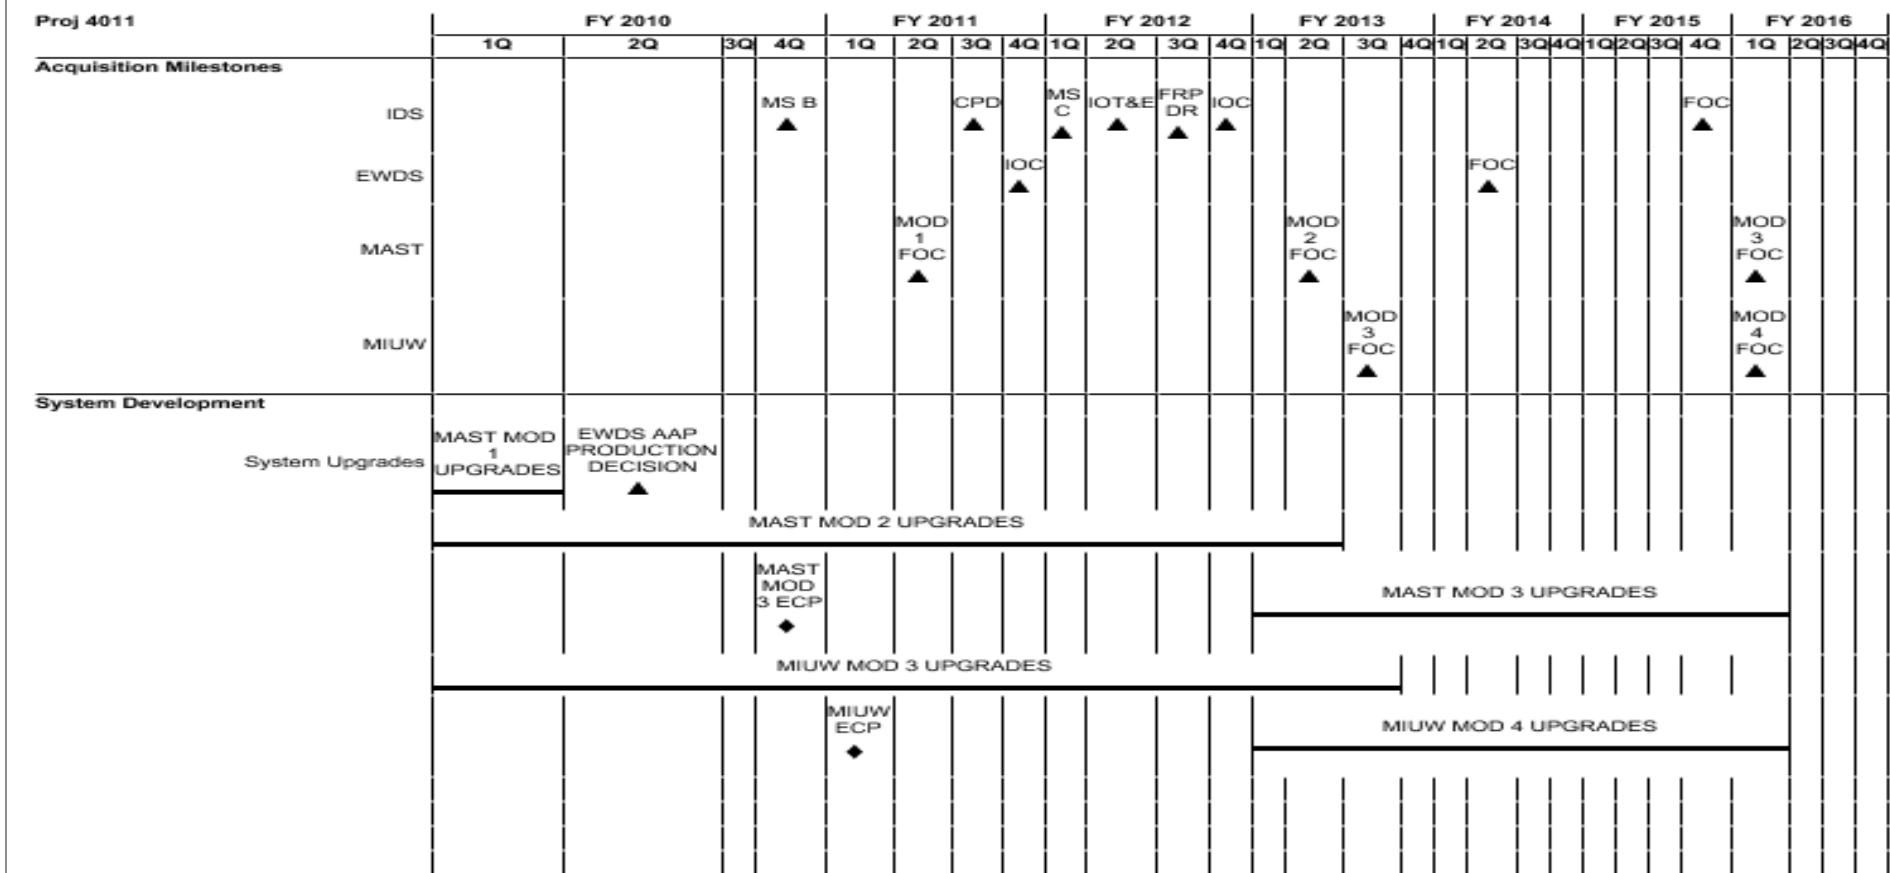 Proj 4011 FY 2010 FY 2011 FY 2012 FY 2013 FY 2014 FY 2015 FY 2016
1Q 2Q 3Q 4Q 1Q 2Q 3Q 4Q 1Q 2Q 3Q 4Q 1Q 2Q 3Q 4Q 1Q 2Q 3Q 4Q 1Q 2Q 3Q 4Q 1Q 2Q 3Q 4Q
Acquisition Milestones
IDS
MS B
CPD
MS
C
IOT&E
FRP
DR
IOC
FOC
EWDS
IOC
FOC
MAST
MOD
1
FOC
MOD
2
FOC
MOD
3
FOC
MIUW
MOD
3
FOC
MOD
4
FOC
System Development
System Upgrades
MAST MOD
1
UPGRADES
EWDS AAP
PRODUCTION
DECISION
MAST MOD 2 UPGRADES
MAST
MOD
3 ECP
MAST MOD 3 UPGRADES
MIUW MOD 3 UPGRADES
MIUW
ECP
MIUW MOD 4 UPGRADES